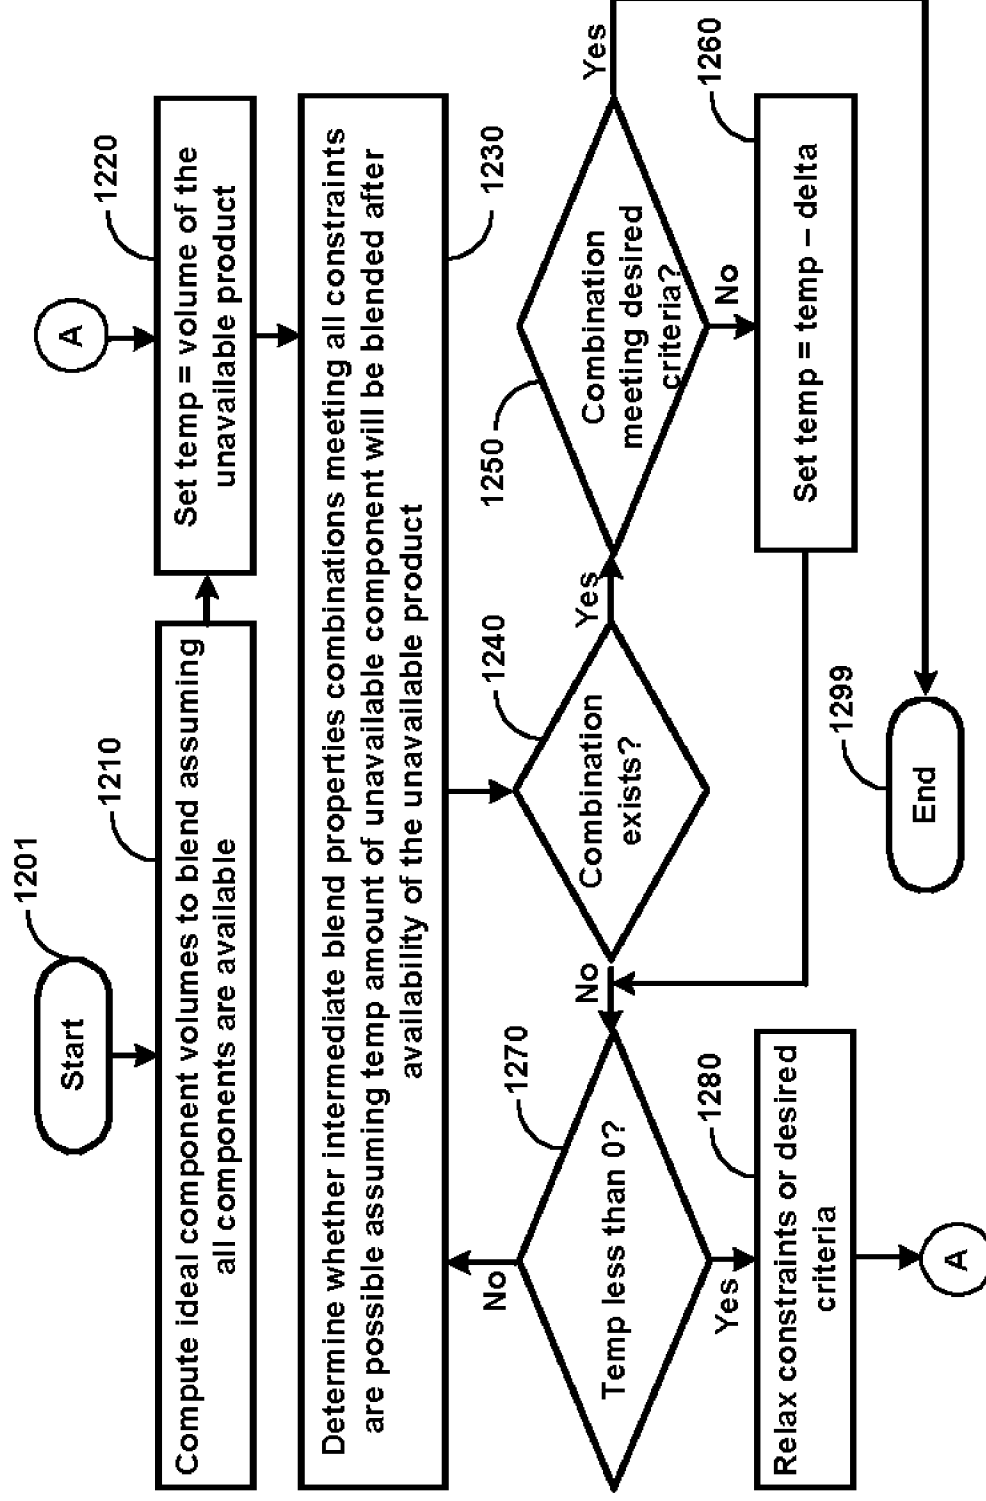 Start
1201
A
Compute ideal component volumes to blend assuming
all components are available
1210
Set temp = volume of the
unavailable product
1220
Determine whether intermediate blend properties combinations meeting all constraints
are possible assuming temp amount of unavailable component will be blended after
availability of the unavailable product
1230
No
Temp less than 0?
1270
Yes
No
Combination
exists?
1240
Yes
Combination
meeting desired
criteria?
1250
Yes
No
Relax constraints or desired
criteria
1280
Set temp = temp – delta
1260
A
End
1299